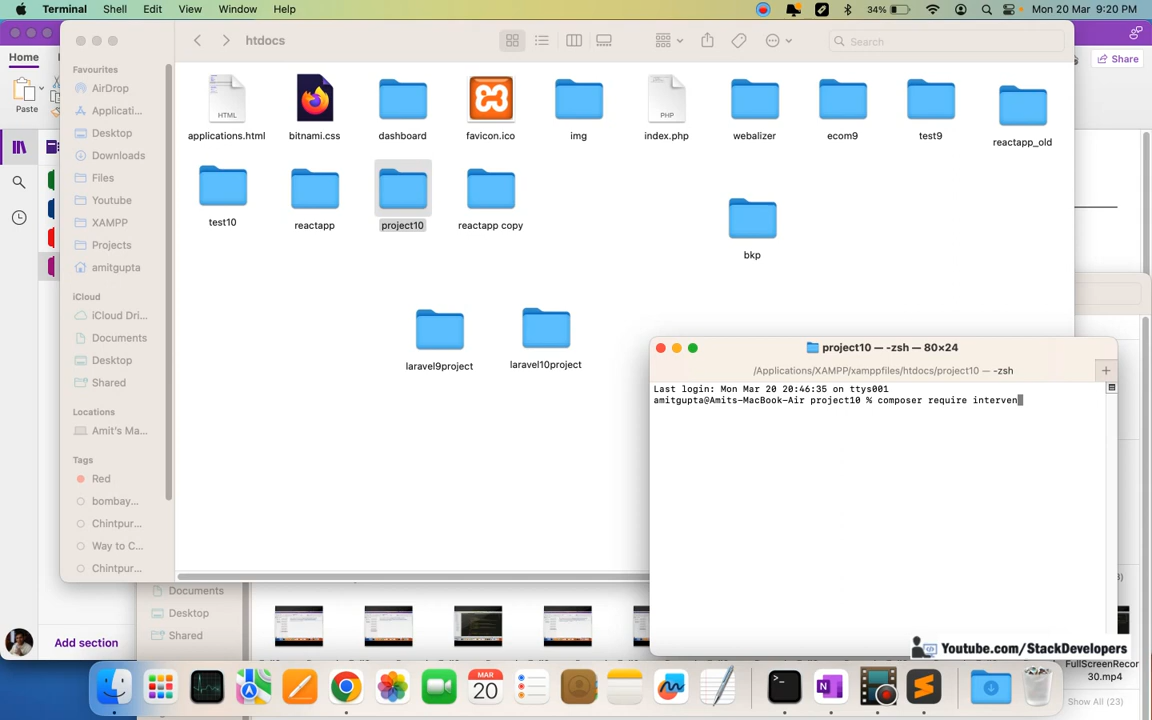 Terminal Shell Edit View Window Help 34% Mon 20 Mar 9:20 PM
Home
Paste
Share
htdocs
Search
Favourites
AirDrop
Applicati...
Desktop
Downloads
Files
Youtube
XAMPP
Projects
amitgupta
iCloud
iCloud Dri...
Documents
Desktop
Shared
Locations
Amit's Ma...
Tags
Red
bombay...
Chintpur...
Way to C...
Chintpur...
HTML
PHP
applications.html bitnami.css dashboard favicon.ico img index.php webalizer ecom9 test9 reactapp_old
test10 reactapp project10 reactapp copy bkp
laravel9project laravel10project
project10 — -zsh — 80×24
/Applications/XAMPP/xamppfiles/htdocs/project10 — -zsh
Last login: Mon Mar 20 20:46:35 on ttys001
amitgupta@Amits-MacBook-Air project10 % composer require interven
Documents
Desktop
Shared
Add section
Youtube.com/StackDevelopers
FullScreenRecor
30.mp4
Show All (23)
MAR
20